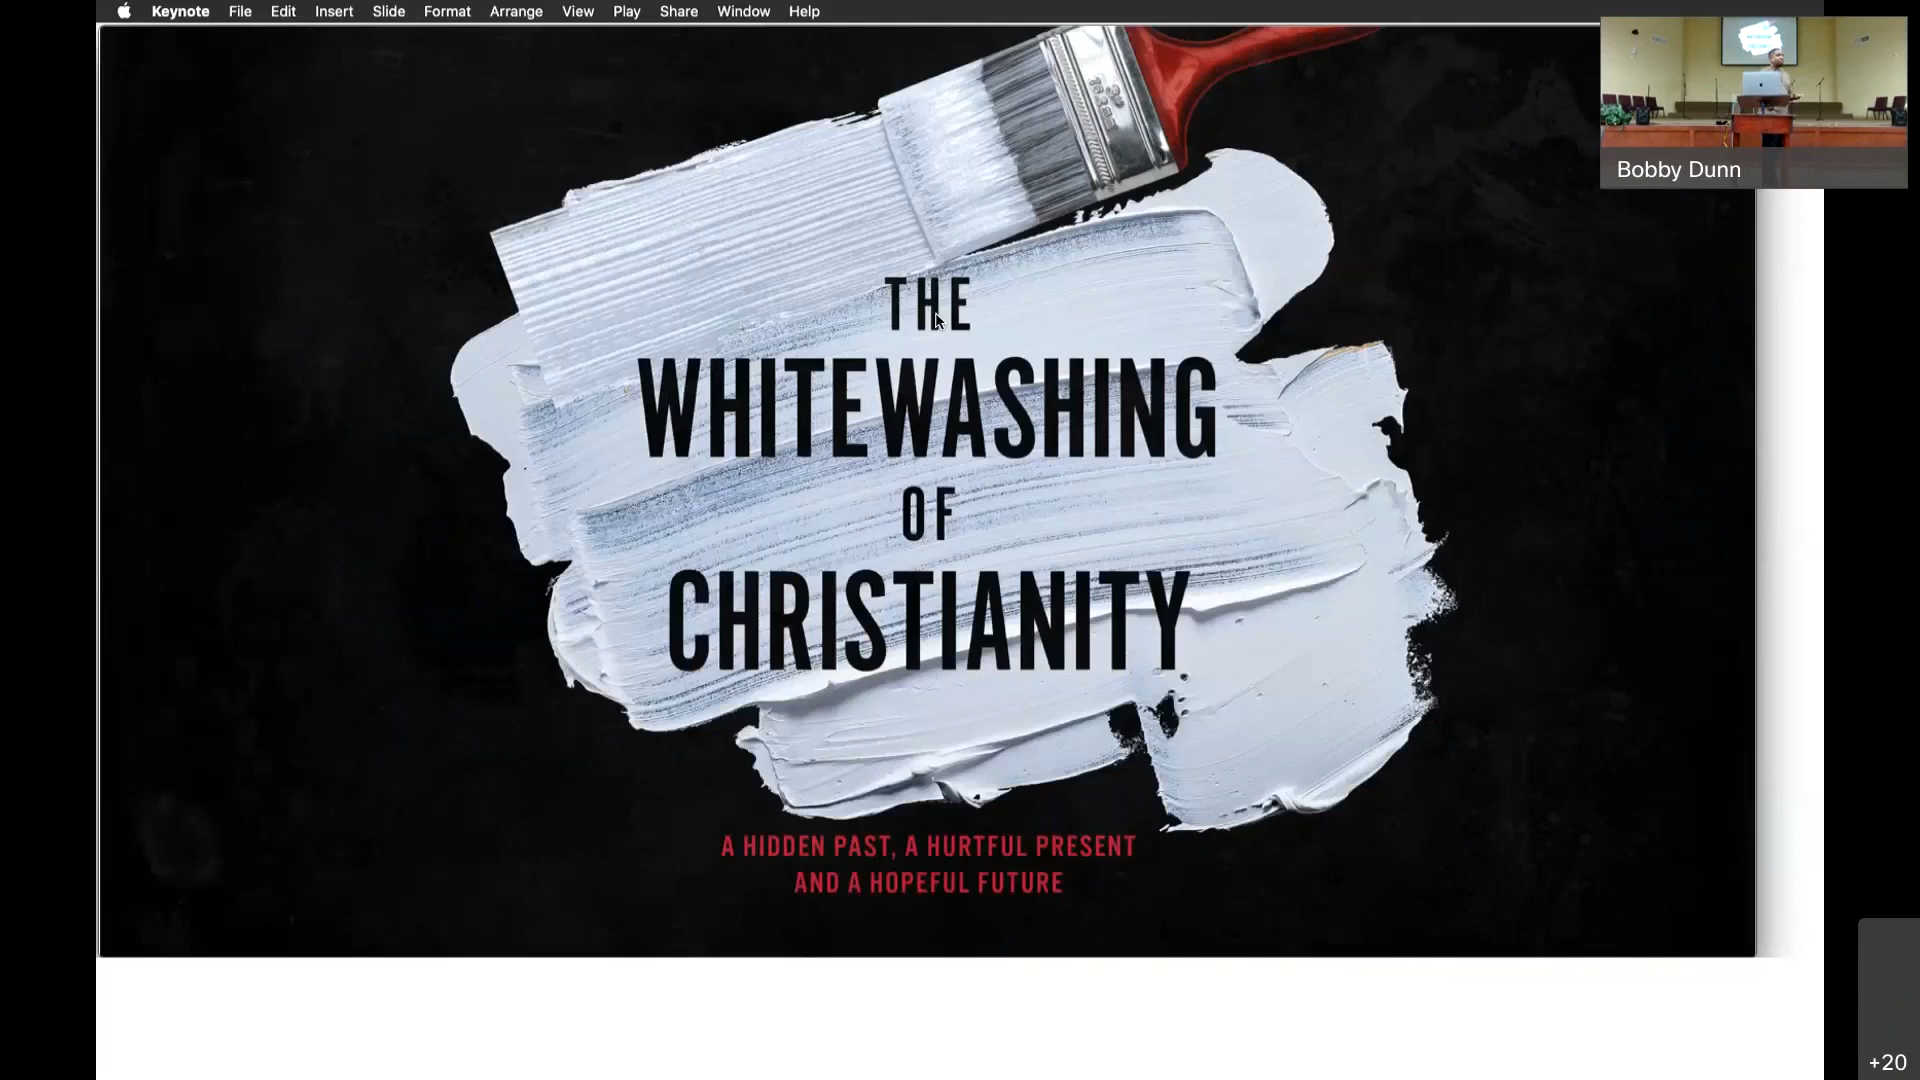 Keynote File Edit Insert Slide Format Arrange View Play Share Window Help
Bobby Dunn
THE
WHITEWASHING
OF
CHRISTIANITY
A HIDDEN PAST, A HURTFUL PRESENT
AND A HOPEFUL FUTURE
+20